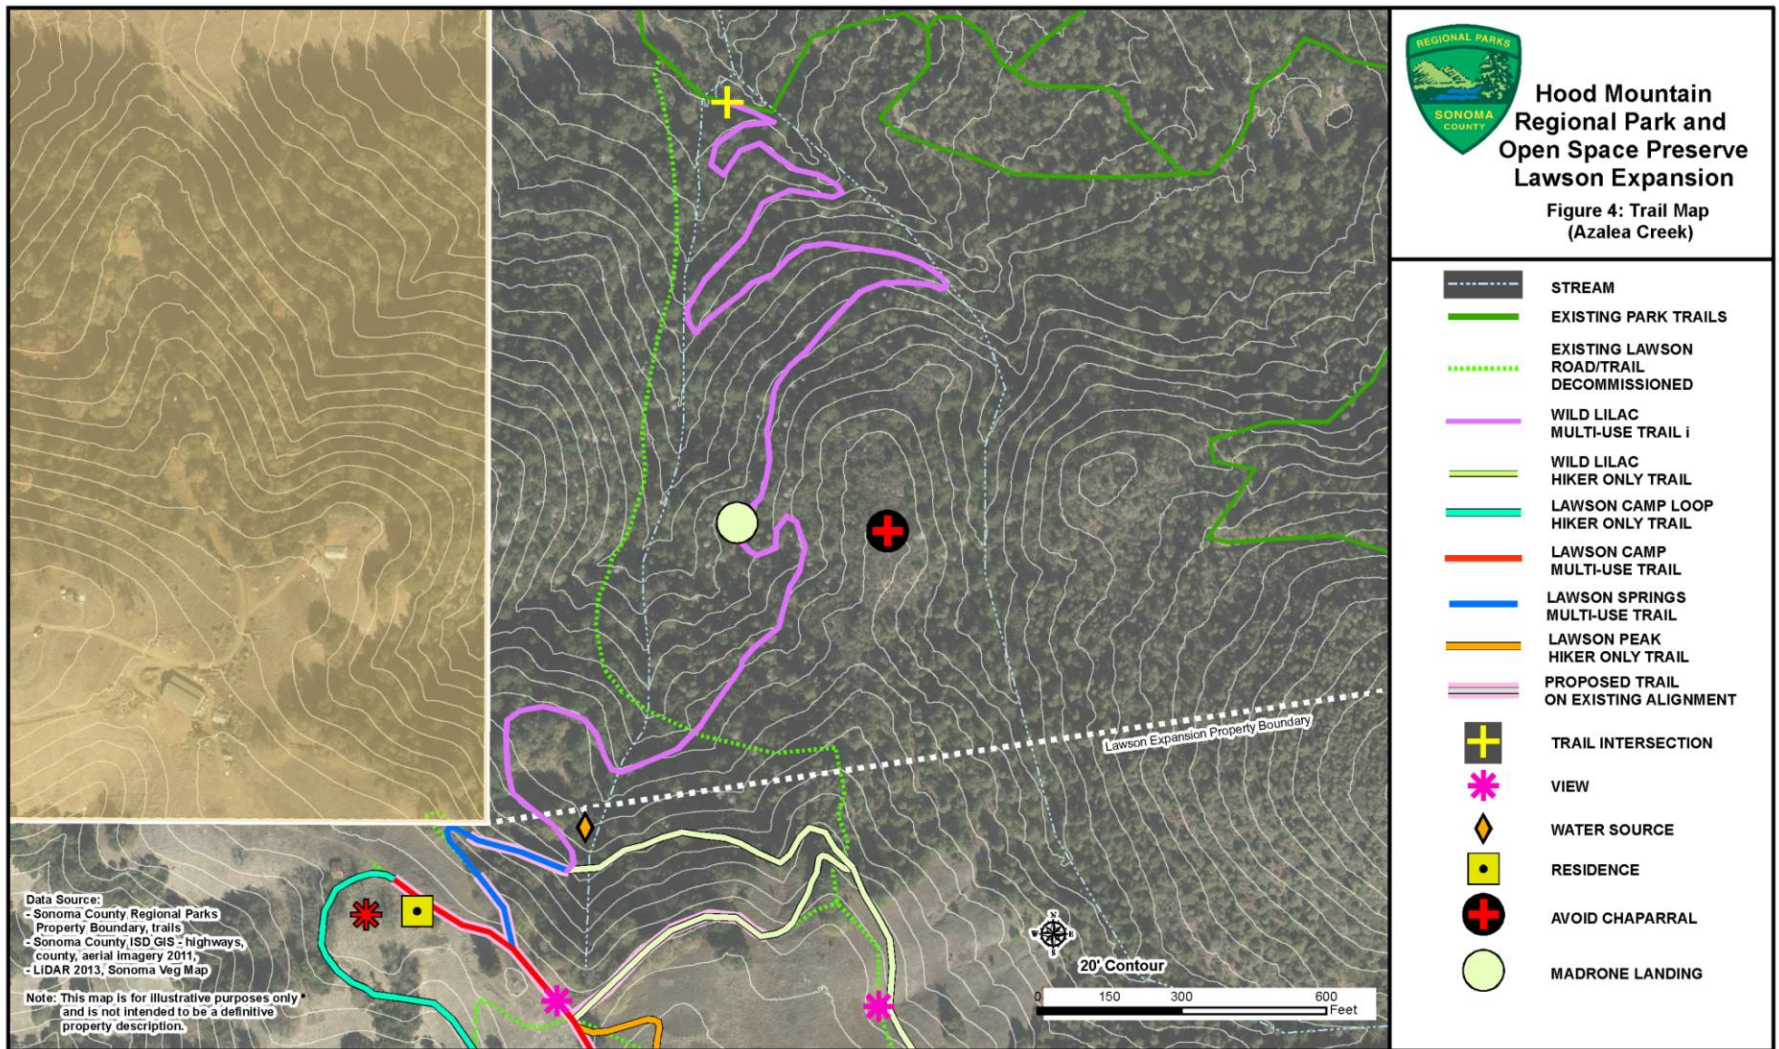 REGIONAL PARKS
SONOMA
COUNTY
Hood Mountain
Regional Park and
Open Space Preserve
Lawson Expansion
Figure 4: Trail Map
(Azalea Creek)
STREAM
EXISTING PARK TRAILS
EXISTING LAWSON
ROAD/TRAIL
DECOMMISSIONED
WILD LILAC
MULTI-USE TRAIL i
WILD LILAC
HIKER ONLY TRAIL
LAWSON CAMP LOOP
HIKER ONLY TRAIL
LAWSON CAMP
MULTI-USE TRAIL
LAWSON SPRINGS
MULTI-USE TRAIL
LAWSON PEAK
HIKER ONLY TRAIL
PROPOSED TRAIL
ON EXISTING ALIGNMENT
TRAIL INTERSECTION
VIEW
WATER SOURCE
RESIDENCE
AVOID CHAPARRAL
MADRONE LANDING
Lawson Expansion Property Boundary
Data Source:
- Sonoma County Regional Parks
Property Boundary, trails
- Sonoma County ISD GIS - highways,
county, aerial imagery 2011,
- LiDAR 2013, Sonoma Veg Map
Note: This map is for illustrative purposes only
and is not intended to be a definitive
property description.
N
W E
S
20' Contour
0 150 300 600
Feet